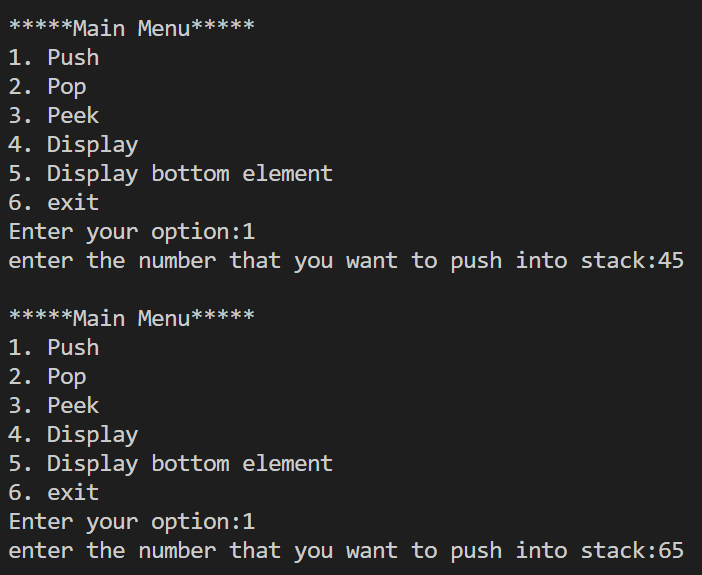 *****Main Menu*****
1. Push
2. Pop
3. Peek
4. Display
5. Display bottom element
6. exit
Enter your option:1
enter the number that you want to push into stack:45
*****Main Menu*****
1. Push
2. Pop
3. Peek
4. Display
5. Display bottom element
6. exit
Enter your option:1
enter the number that you want to push into stack:65